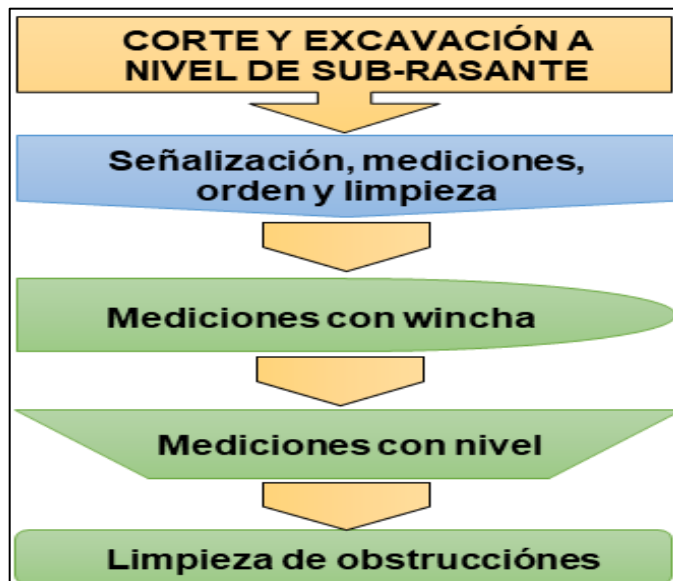 CORTE Y EXCAVACIÓN A
NIVEL DE SUB-RASANTE
Señalización, mediciones,
orden y limpieza
Mediciones con wincha
Mediciones con nivel
Limpieza de obstrucciónes